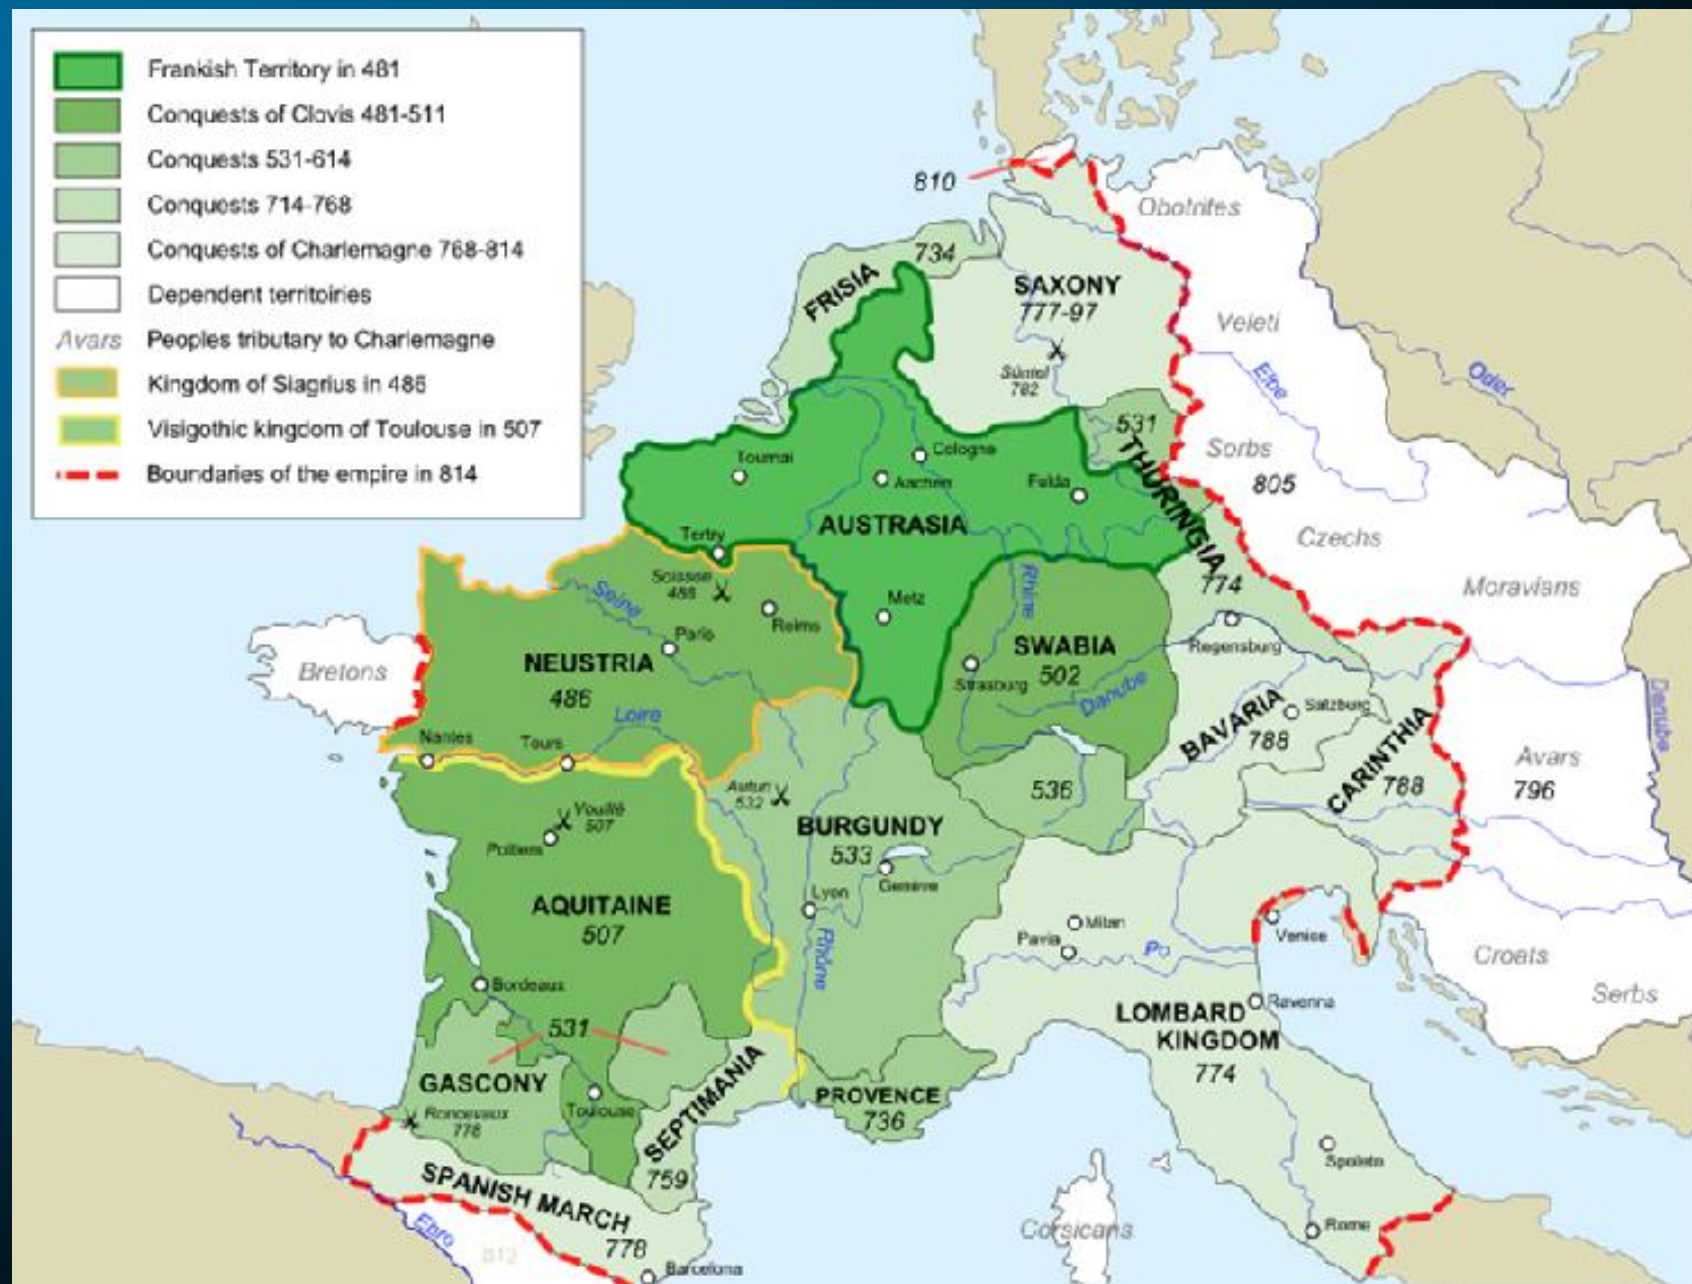 Frankish Territory in 481
Conquests of Clovis 481-511
Conquests 531-614
Conquests 714-768
Conquests of Charlemagne 768-814
Dependent territoiries
Avars Peoples tributary to Charlemagne
Kingdom of Siagrius in 486
Visigothic kingdom of Toulouse in 507
Boundaries of the empire in 814
810
Obotrites
734
FRISIA
SAXONY
777-97
Veleti
Elbe
Oder
Süntel
782
531
THURINGIA
Sorbs
805
Tournai
Cologne
Aachen
Fulda
AUSTRASIA
Czechs
Tertry
Soissons
486
Seine
Reims
Metz
Rhine
774
Moravians
Paris
Regensburg
Bretons
NEUSTRIA
486
SWABIA
502
Strasburg
Danube
Loire
BAVARIA
788
Salzburg
CARINTHIA
788
Danube
Nantes
Tours
Avars
796
Autun
532
536
Vouillé
507
Poitiers
BURGUNDY
533
Genève
Lyon
AQUITAINE
507
Rhône
Milan
Pavia
Po
Venice
Croats
Serbs
Bordeaux
531
Ravenna
LOMBARD
KINGDOM
774
GASCONY
Toulouse
SEPTIMANIA
759
PROVENCE
736
Roncevaux
778
Spoleto
SPANISH MARCH
778
Ebro
812
Corsicans
Rome
Barcelona